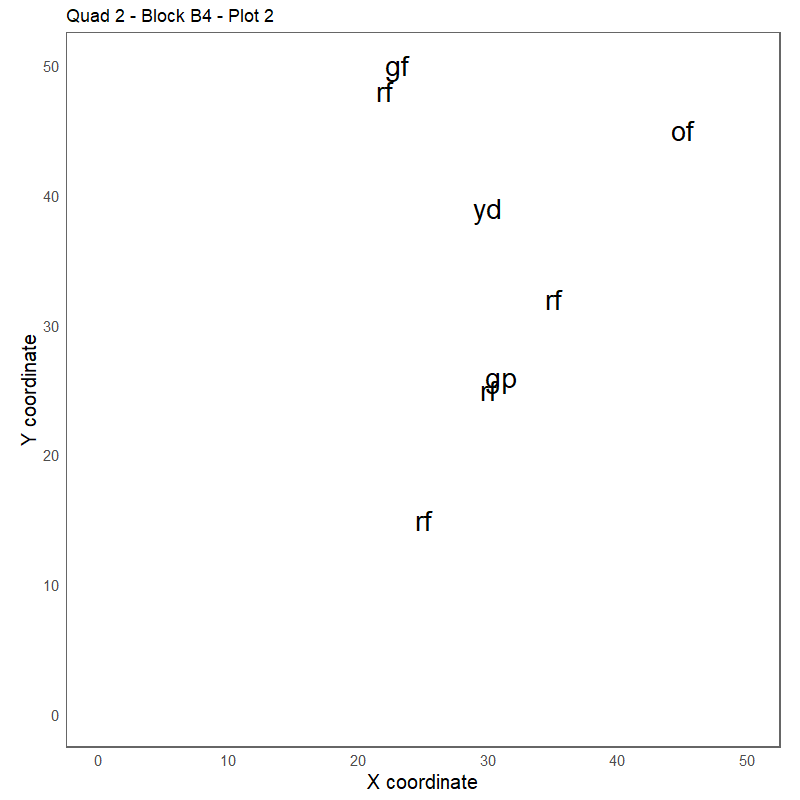 Quad 2 - Block B4 - Plot 2
50
gf
rf
of
40
yd
rf
30
gp
rf
20
rf
10
0
0 10 20 30 40 50
X coordinate
Y coordinate